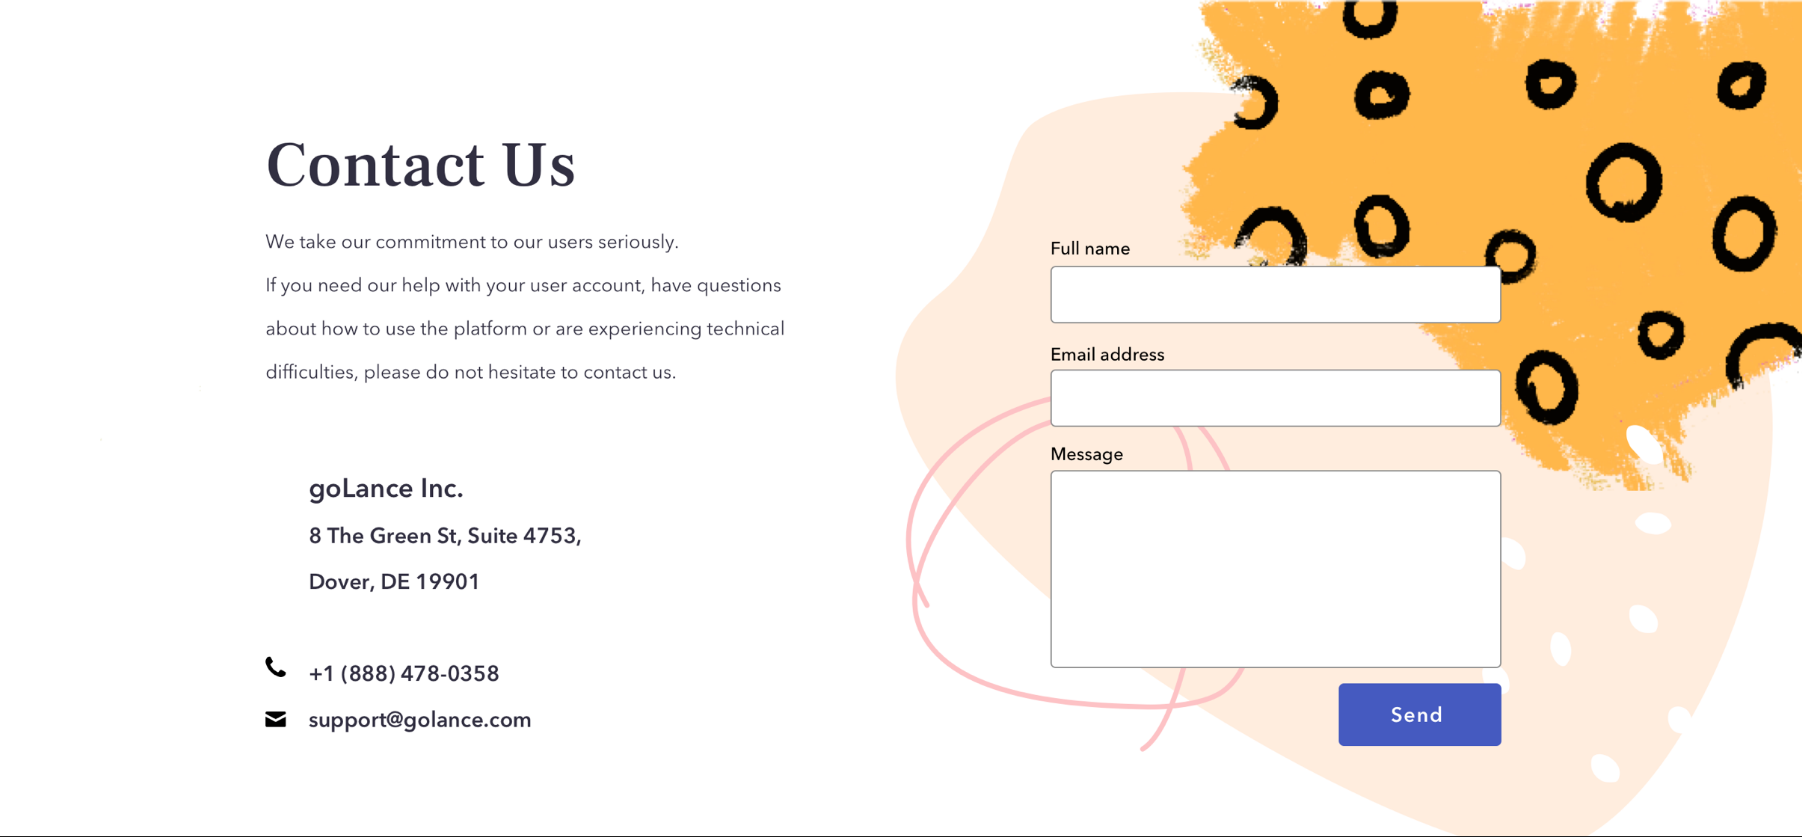 Contact Us
We take our commitment to our users seriously.
If you need our help with your user account, have questions
about how to use the platform or are experiencing technical
difficulties, please do not hesitate to contact us.
goLance Inc.
8 The Green St, Suite 4753,
Dover, DE 19901
+1 (888) 478-0358
support@golance.com
Full name
Email address
Message
Send